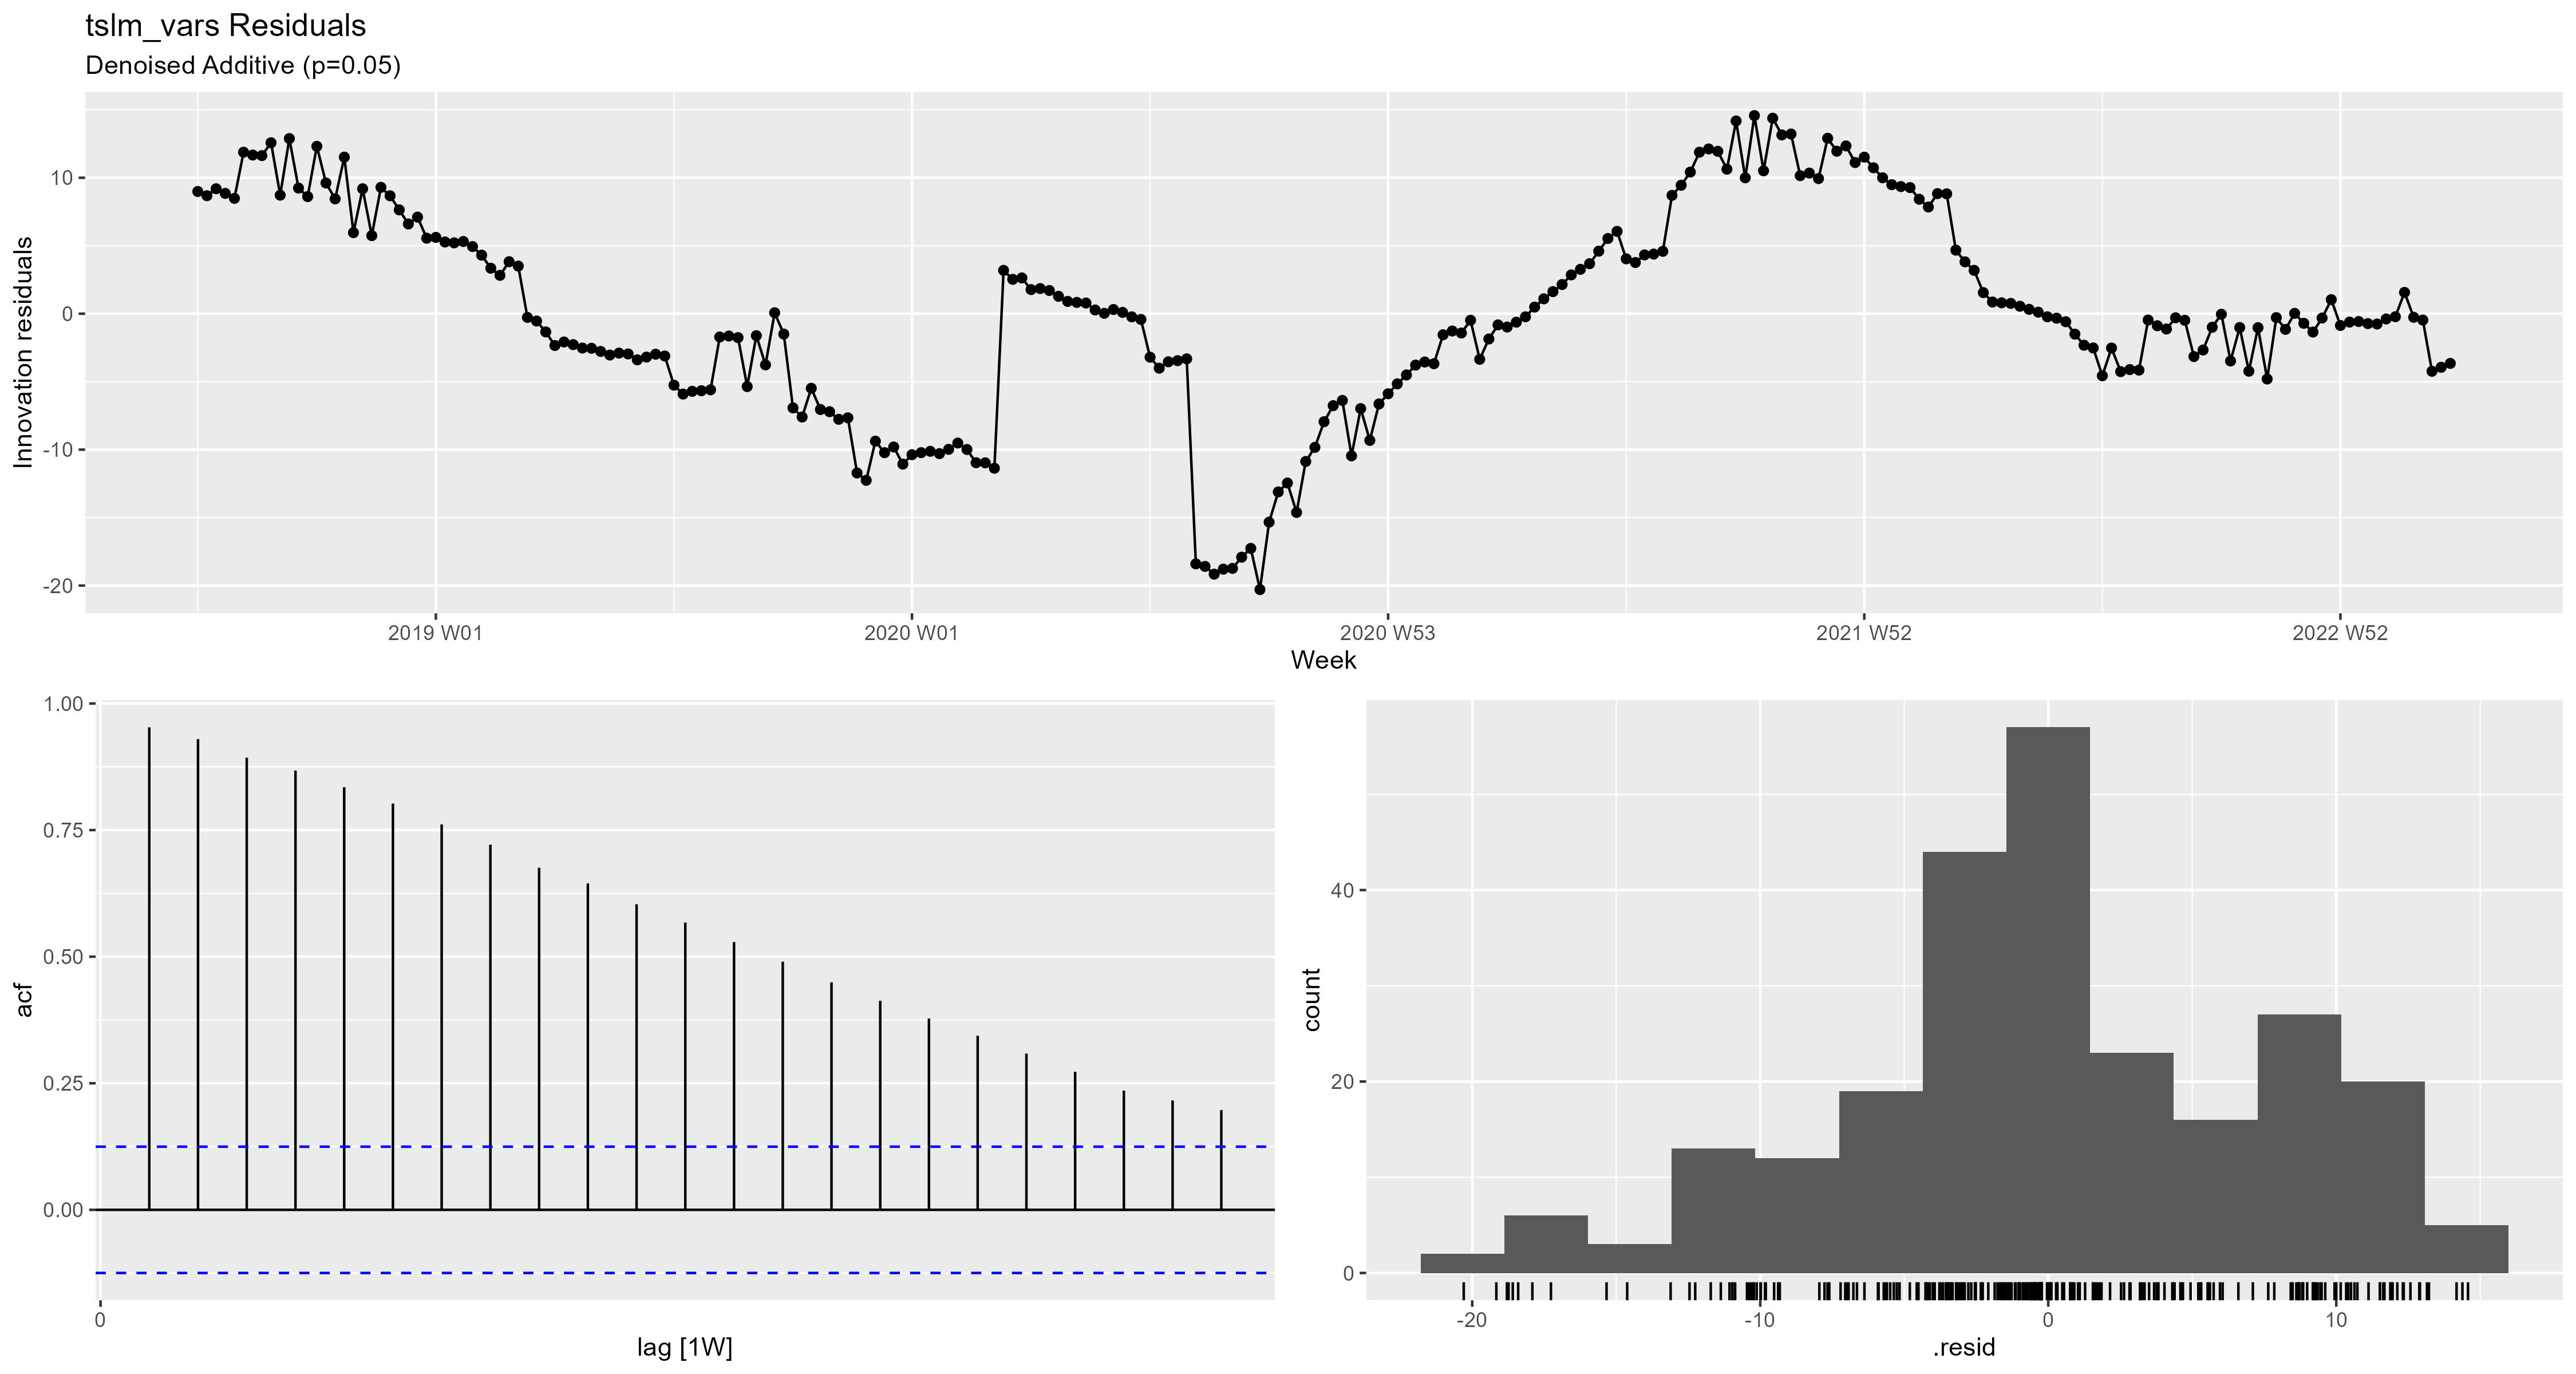 tslm_vars Residuals
Denoised Additive (p=0.05)
Innovation residuals
10
0
-10
-20
2019 W01
2020 W01
2020 W53
2021 W52
2022 W52
Week
acf
1.00
0.75
0.50
0.25
0.00
0
lag [1W]
count
40
20
0
-20
-10
0
10
.resid